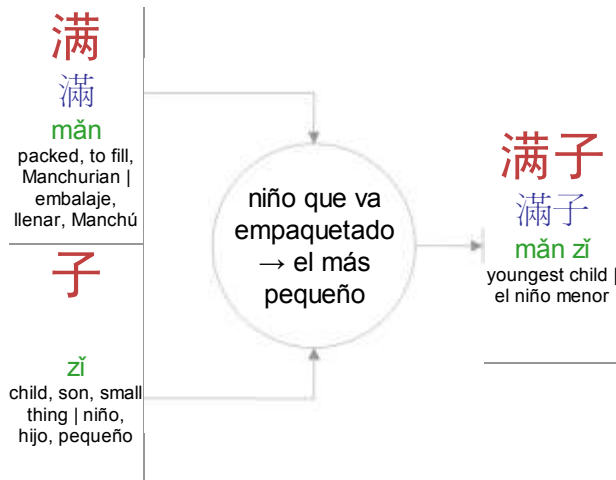 满
滿
mǎn
packed, to fill,
Manchurian |
embalaje,
llenar, Manchú
子
zǐ
child, son, small
thing | niño,
hijo, pequeño
niño que va
empaquetado
→ el más
pequeño
满子
滿子
mǎn zǐ
youngest child |
el niño menor